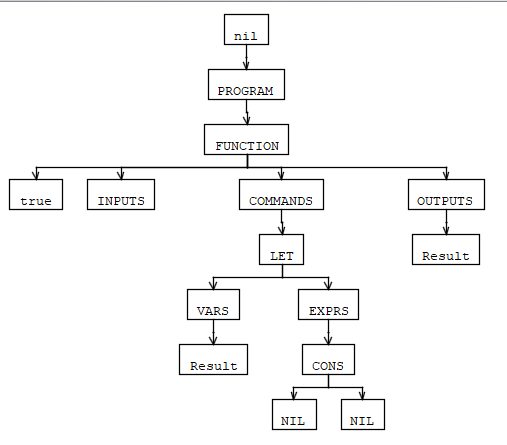 nil
PROGRAM
FUNCTION
true INPUTS COMMANDS OUTPUTS
LET Result
VARS EXPRS
Result CONS
NIL NIL